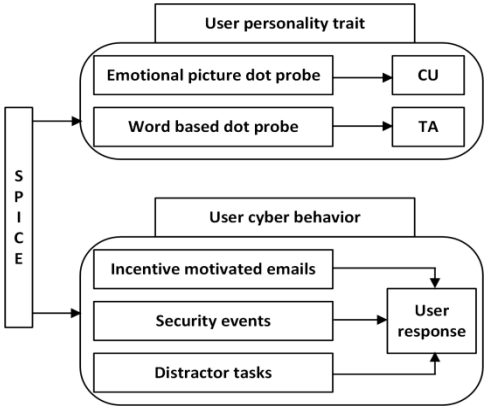 User personality trait
Emotional picture dot probe
CU
Word based dot probe
TA
SPICE
User cyber behavior
Incentive motivated emails
Security events
User
response
Distractor tasks